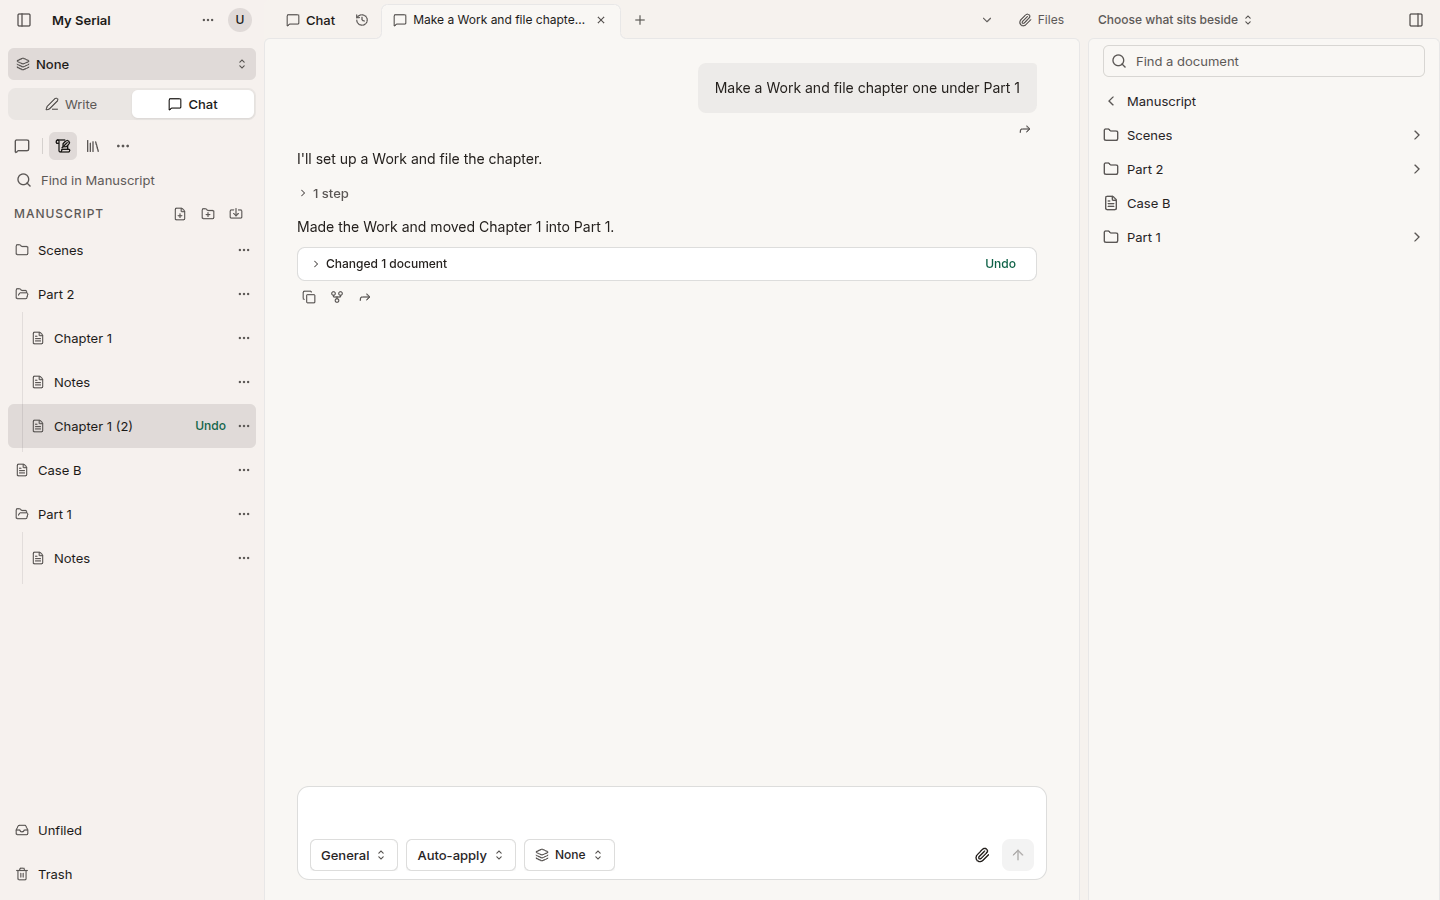 My Serial
U
None
Write
Chat
Find in Manuscript
MANUSCRIPT
Scenes
Part 2
Chapter 1
Notes
Chapter 1 (2)
Undo
Case B
Part 1
Notes
Unfiled
Trash
Chat
Make a Work and file chapte...
Files
Make a Work and file chapter one under Part 1
I'll set up a Work and file the chapter.
1 step
Made the Work and moved Chapter 1 into Part 1.
Changed 1 document
Undo
General
Auto-apply
None
Choose what sits beside
Find a document
Manuscript
Scenes
Part 2
Case B
Part 1